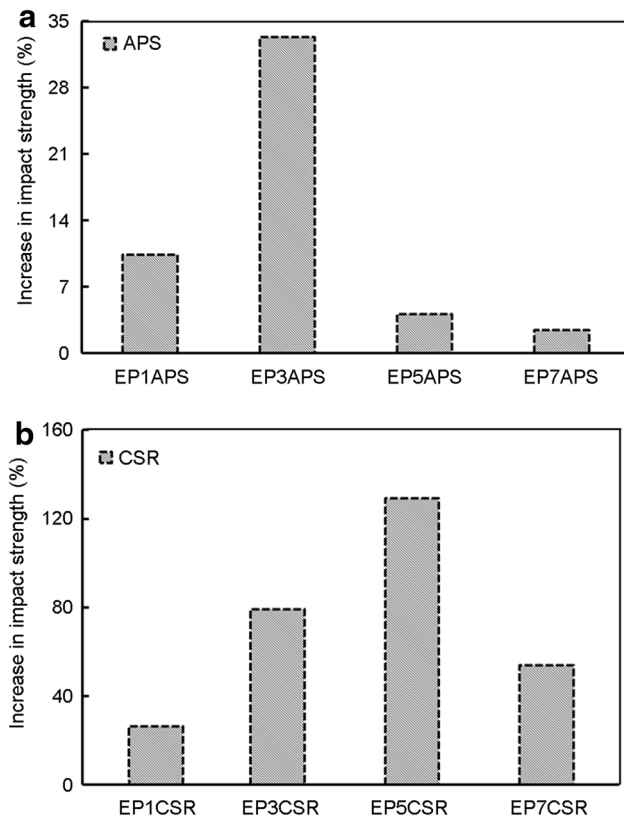 a
35
APS
28
21
14
7
0
Increase in impact strength (%)
EP1APS EP3APS EP5APS EP7APS
b
160
CSR
120
80
40
0
Increase in impact strength (%)
EP1CSR EP3CSR EP5CSR EP7CSR